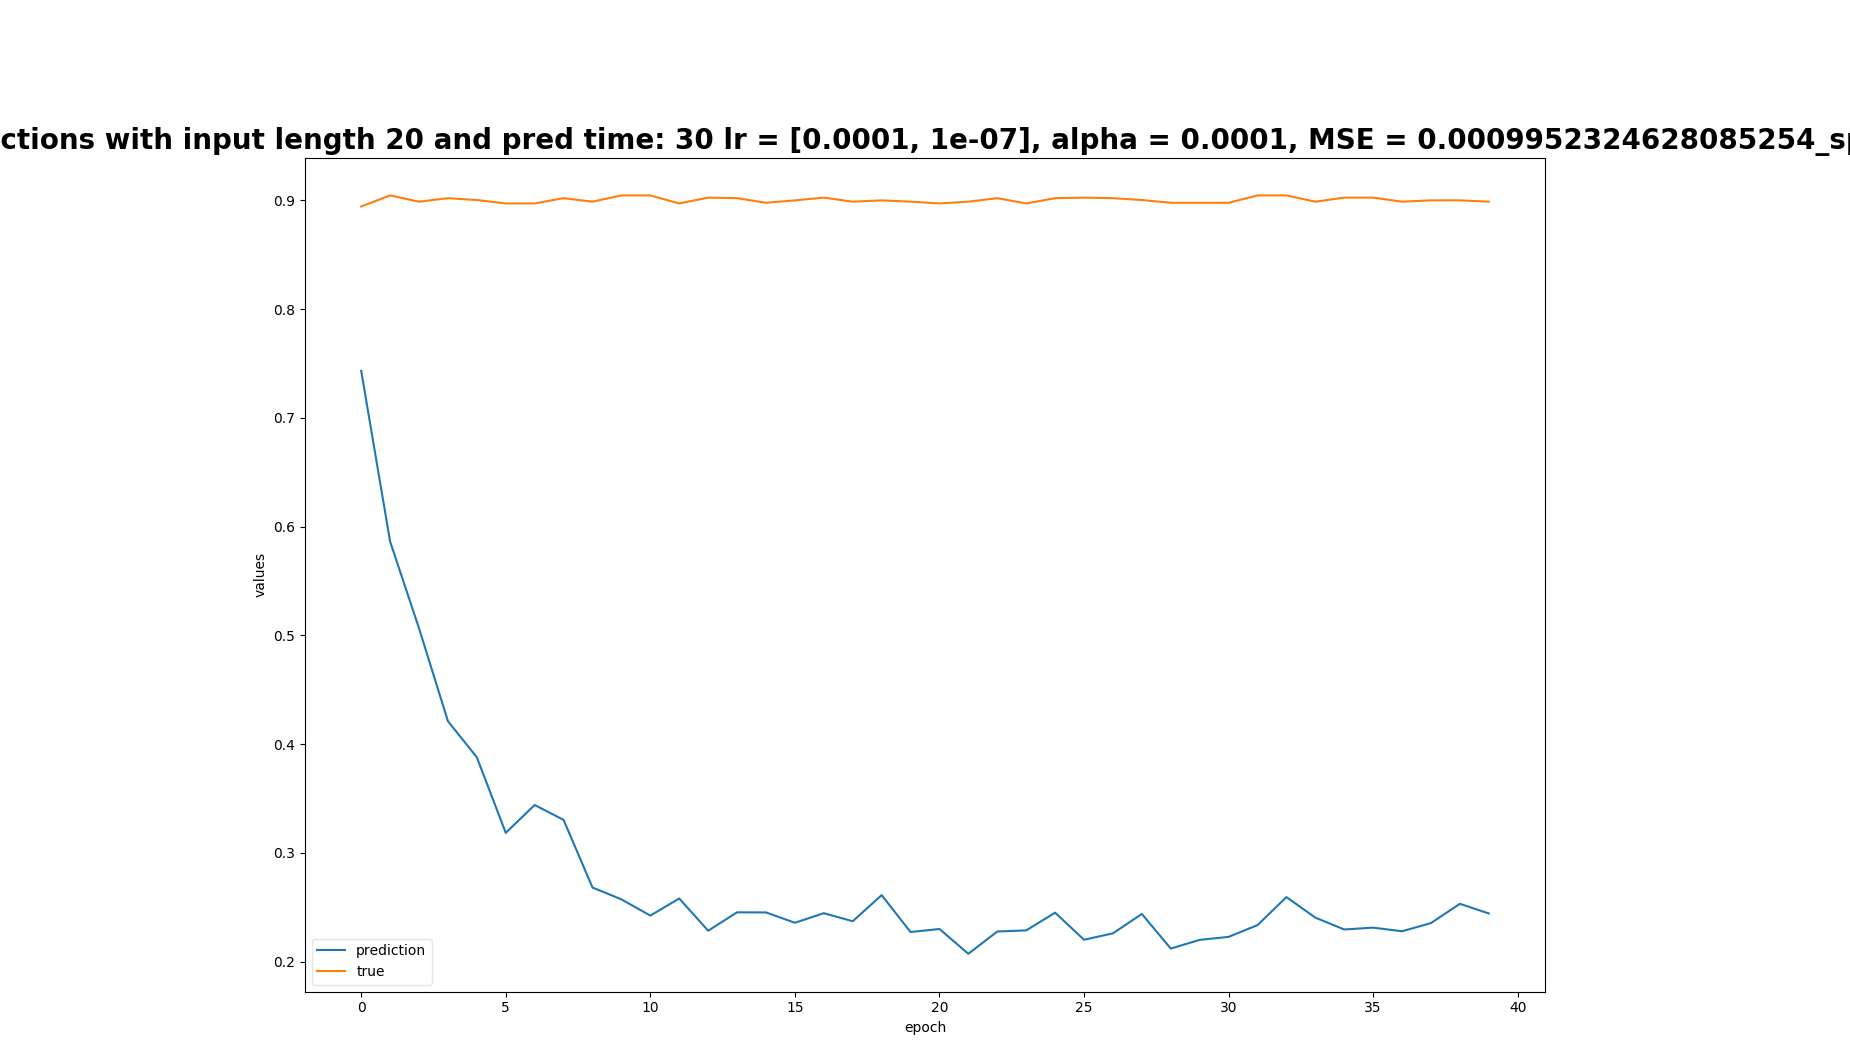 ctions with input length 20 and pred time: 30 lr = [0.0001, 1e-07], alpha = 0.0001, MSE = 0.0009952324628085254_sp
0.9
0.8
0.7
0.6
0.5
0.4
0.3
0.2
values
prediction
true
0 5 10 15 20 25 30 35 40
epoch